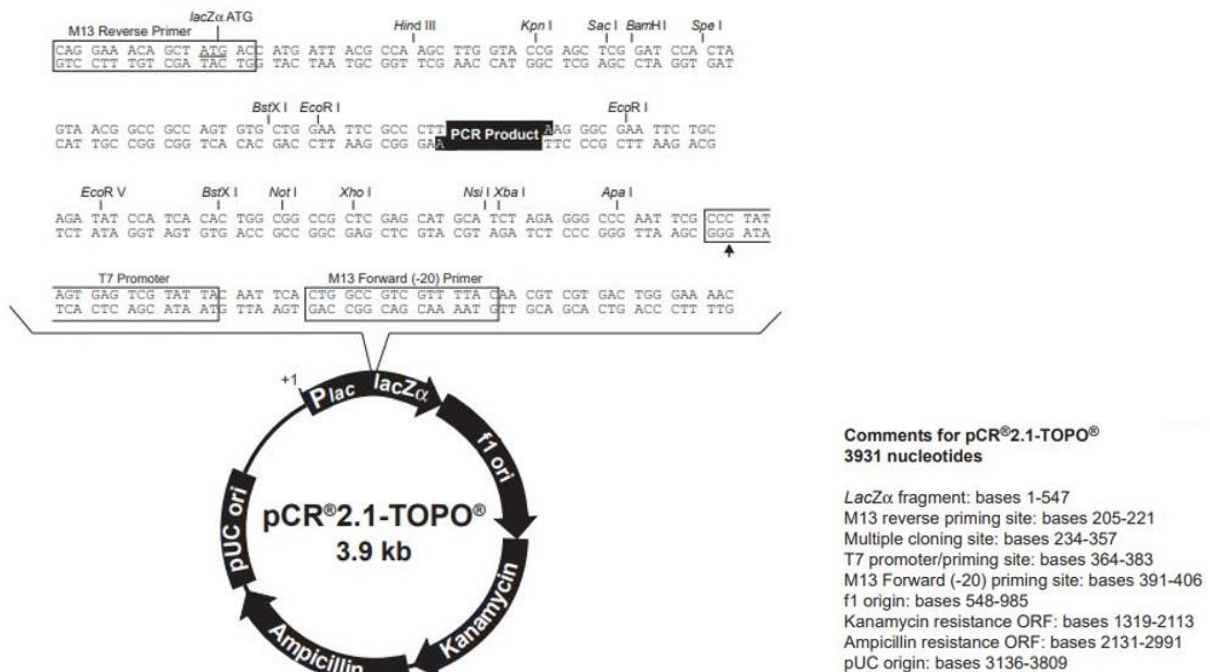 lacZα ATG
M13 Reverse Primer Hind III Kpn I Sac I BamH I Spe I
CAG GAA ACA GCT ATG ACC ATG ATT ACG CCA AGC TTG GTA CCG AGC TCG GAT CCA CTA
GTC CTT TGT CGA TAC TGG TAC TAA TGC GGT TCG AAC CAT GGC TCG AGC CTA GGT GAT
BstX I EcoR I EcoR I
GTA ACG GCC GCC AGT GTG CTG GAA TTC GCC CTT PCR Product AAG GGC GAA TTC TGC
CAT TGC CGG CGG TCA CAC GAC CTT AAG CGG GAA TTC CCG CTT AAG ACG
EcoR V BstX I Not I Xho I Nsi I Xba I Apa I
AGA TAT CCA TCA CAC TGG CGG CCG CTC GAG CAT GCA TCT AGA GGG CCC AAT TCG CCC TAT
TCT ATA GGT AGT GTG ACC GCC GGC GAG CTC GTA CGT AGA TCT CCC GGG TTA AGC GGG ATA
T7 Promoter M13 Forward (-20) Primer
AGT GAG TCG TAT TAC AAT TCA CTG GCC GTC GTT TTA CAA CGT CGT GAC TGG GAA AAC
TCA CTC AGC ATA ATG TTA AGT GAC CGG CAG CAA AAT GTT GCA GCA CTG ACC CTT TTG
+1
Plac lacZα
f1 ori
Kanamycin
Ampicillin
pUC ori
pCR®2.1-TOPO®
3.9 kb
Comments for pCR®2.1-TOPO®
3931 nucleotides
LacZα fragment: bases 1-547
M13 reverse priming site: bases 205-221
Multiple cloning site: bases 234-357
T7 promoter/priming site: bases 364-383
M13 Forward (-20) priming site: bases 391-406
f1 origin: bases 548-985
Kanamycin resistance ORF: bases 1319-2113
Ampicillin resistance ORF: bases 2131-2991
pUC origin: bases 3136-3809